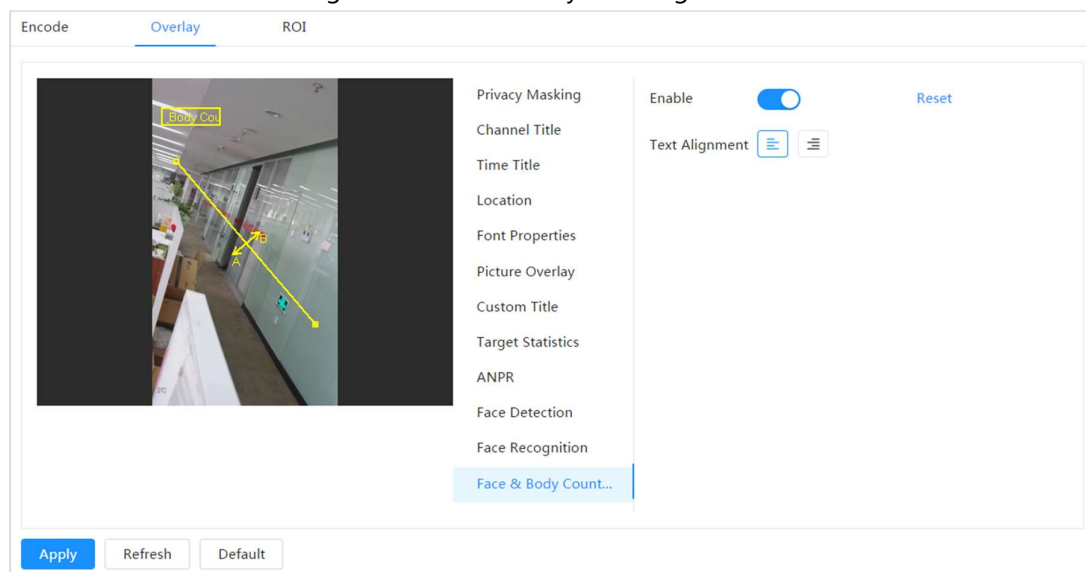 Encode Overlay ROI
Body Cou
B
A
Privacy Masking
Channel Title
Time Title
Location
Font Properties
Picture Overlay
Custom Title
Target Statistics
ANPR
Face Detection
Face Recognition
Face & Body Count...
Enable Reset
Text Alignment
Apply Refresh Default